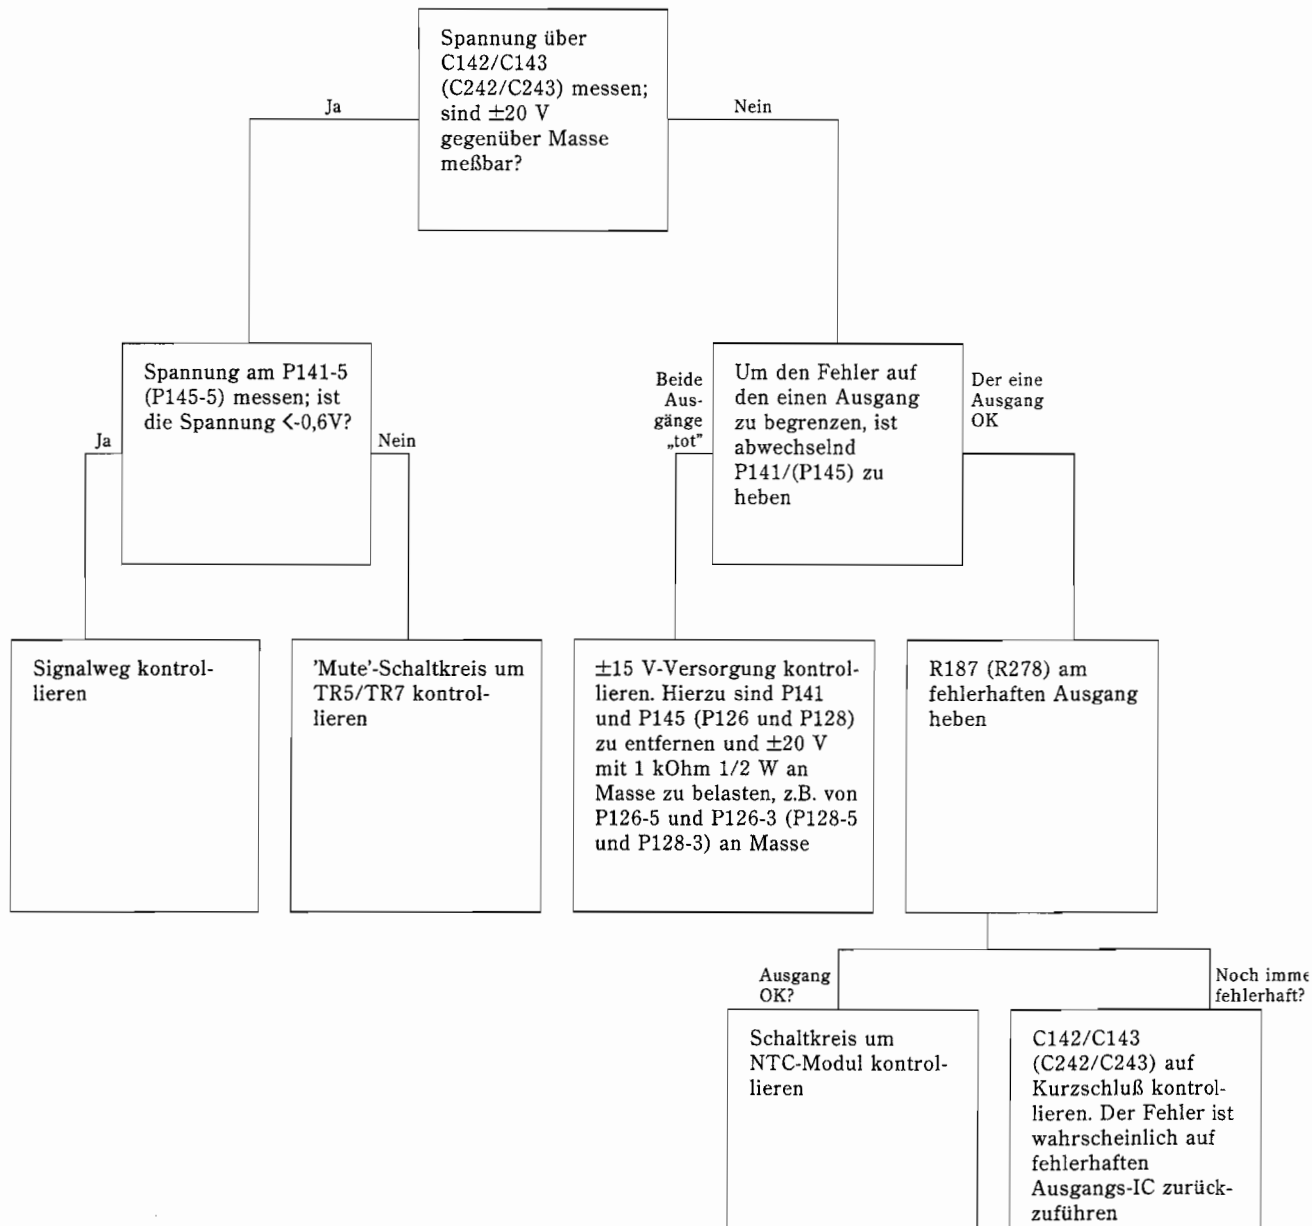 Spannung über
C142/C143
(C242/C243) messen;
sind ±20 V
gegenüber Masse
meßbar?
Ja
Nein
Spannung am P141-5
(P145-5) messen; ist
die Spannung <-0,6V?
Ja
Nein
Beide
Aus-
gänge
„tot”
Um den Fehler auf
den einen Ausgang
zu begrenzen, ist
abwechselnd
P141/(P145) zu
heben
Der eine
Ausgang
OK
Signalweg kontrol-
lieren
'Mute'-Schaltkreis um
TR5/TR7 kontrol-
lieren
±15 V-Versorgung kontrol-
lieren. Hierzu sind P141
und P145 (P126 und P128)
zu entfernen und ±20 V
mit 1 kOhm 1/2 W an
Masse zu belasten, z.B. von
P126-5 und P126-3 (P128-5
und P128-3) an Masse
R187 (R278) am
fehlerhaften Ausgang
heben
Ausgang
OK?
Noch imme
fehlerhaft?
Schaltkreis um
NTC-Modul kontrol-
lieren
C142/C143
(C242/C243) auf
Kurzschluß kontrol-
lieren. Der Fehler ist
wahrscheinlich auf
fehlerhaften
Ausgangs-IC zurück-
zuführen